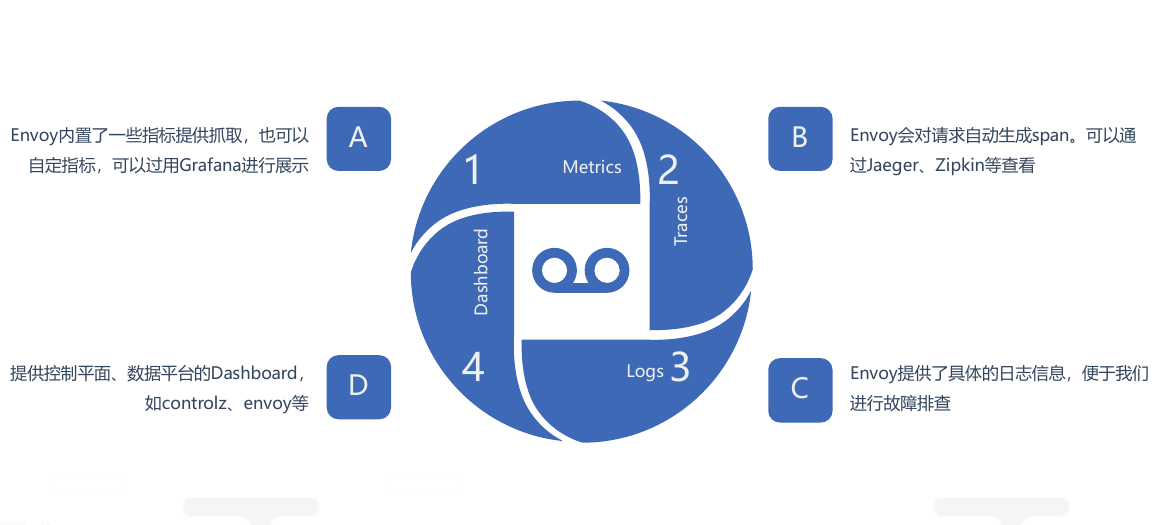 Envoy内置了一些指标提供抓取，也可以
自定指标，可以过用Grafana进行展示
A
1
Metrics
2
Traces
B
Envoy会对请求自动生成span。可以通
过Jaeger、Zipkin等查看
提供控制平面、数据平台的Dashboard，
如controlz、envoy等
D
Dashboard
4
Logs
3
C
Envoy提供了具体的日志信息，便于我们
进行故障排查